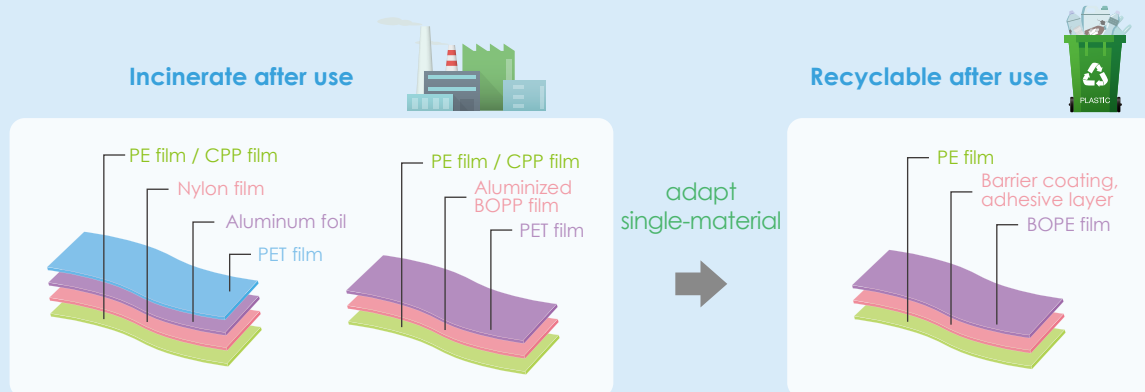 Incinerate after use
PE film / CPP film
Nylon film
Aluminum foil
PET film
PE film / CPP film
Aluminized
BOPP film
PET film
adapt
single-material
Recyclable after use
PLASTIC
PE film
Barrier coating,
adhesive layer
BOPE film